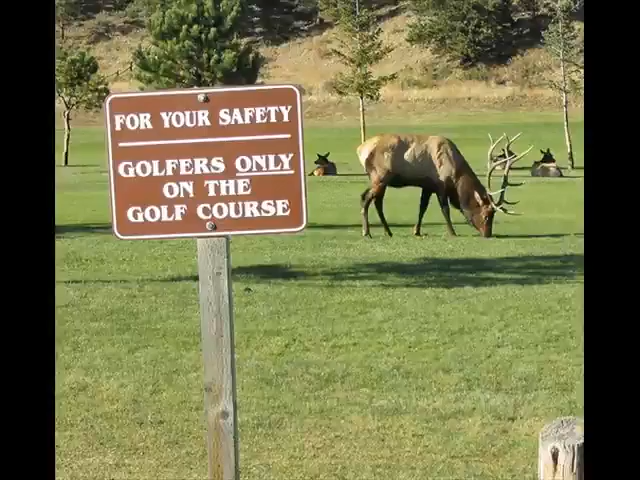 FOR YOUR SAFETY
GOLFERS ONLY
ON THE
GOLF COURSE